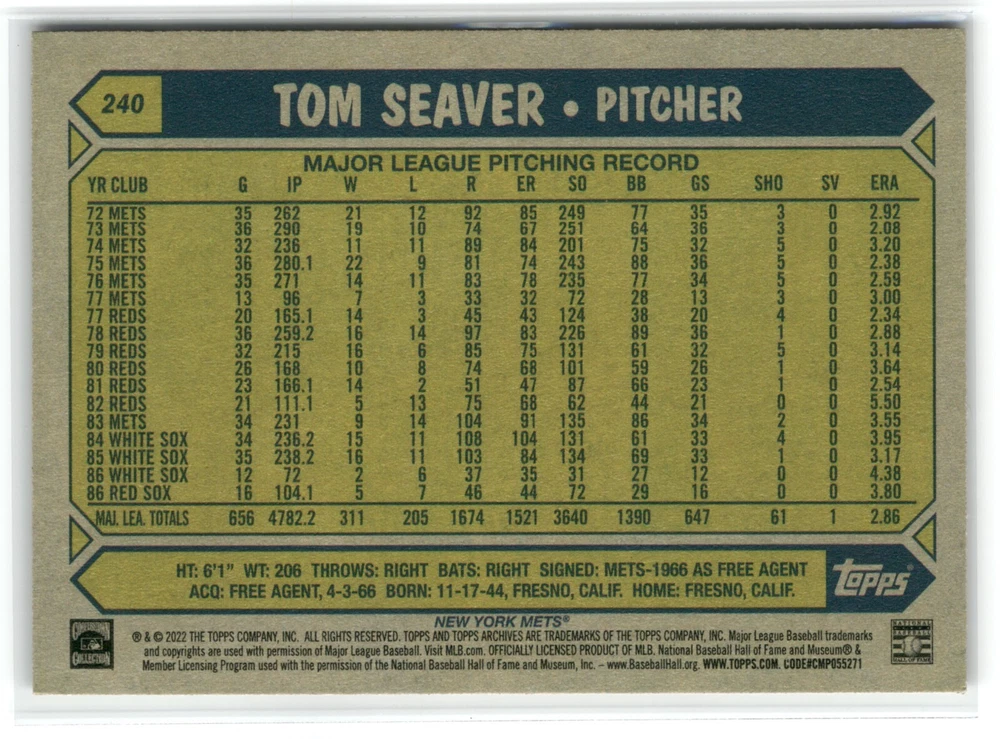 240
TOM SEAVER • PITCHER
MAJOR LEAGUE PITCHING RECORD
YR CLUB G IP W L R ER SO BB GS SHO SV ERA
72 METS 35 262 21 12 92 85 249 77 35 3 0 2.92
73 METS 36 290 19 10 74 67 251 64 36 3 0 2.08
74 METS 32 236 11 11 89 84 201 75 32 5 0 3.20
75 METS 36 280.1 22 9 81 74 243 88 36 5 0 2.38
76 METS 35 271 14 11 83 78 235 77 34 5 0 2.59
77 METS 13 96 7 3 33 32 72 28 13 3 0 3.00
77 REDS 20 165.1 14 3 45 43 124 38 20 4 0 2.34
78 REDS 36 259.2 16 14 97 83 226 89 36 1 0 2.88
79 REDS 32 215 16 6 85 75 131 61 32 5 0 3.14
80 REDS 26 168 10 8 74 68 101 59 26 1 0 3.64
81 REDS 23 166.1 14 2 51 47 87 66 23 1 0 2.54
82 REDS 21 111.1 5 13 75 68 62 44 21 0 0 5.50
83 METS 34 231 9 14 104 91 135 86 34 2 0 3.55
84 WHITE SOX 34 236.2 15 11 108 104 131 61 33 4 0 3.95
85 WHITE SOX 35 238.2 16 11 103 84 134 69 33 1 0 3.17
86 WHITE SOX 12 72 2 6 37 35 31 27 12 0 0 4.38
86 RED SOX 16 104.1 5 7 46 44 72 29 16 0 0 3.80
MAJ. LEA. TOTALS 656 4782.2 311 205 1674 1521 3640 1390 647 61 1 2.86
HT: 6'1" WT: 206 THROWS: RIGHT BATS: RIGHT SIGNED: METS-1966 AS FREE AGENT
ACQ: FREE AGENT, 4-3-66 BORN: 11-17-44, FRESNO, CALIF. HOME: FRESNO, CALIF.
Topps®
NEW YORK METS®
® & © 2022 THE TOPPS COMPANY, INC. ALL RIGHTS RESERVED. TOPPS AND TOPPS ARCHIVES ARE TRADEMARKS OF THE TOPPS COMPANY, INC. Major League Baseball trademarks
and copyrights are used with permission of Major League Baseball. Visit MLB.com. OFFICIALLY LICENSED PRODUCT OF MLB. National Baseball Hall of Fame and Museum® &
Member Licensing Program used with the permission of the National Baseball Hall of Fame and Museum, Inc. – www.BaseballHall.org. WWW.TOPPS.COM. CODE#CMP055271
COOPERSTOWN
COLLECTION
NATIONAL
BASEBALL
HALL OF FAME